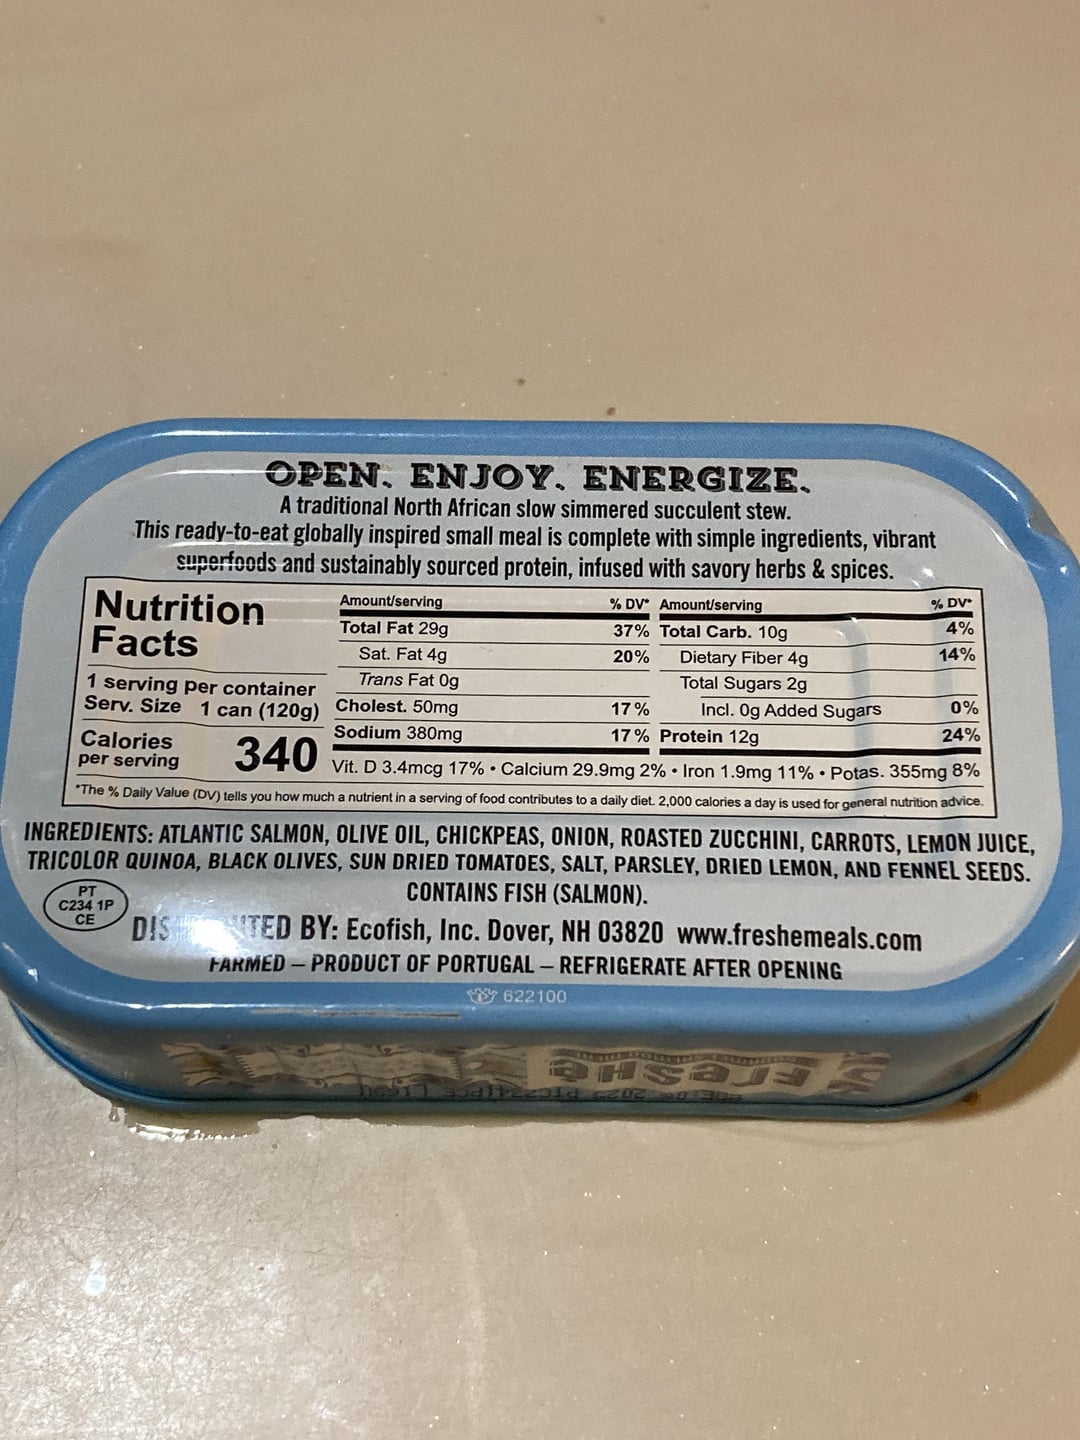 OPEN. ENJOY. ENERGIZE.
A traditional North African slow simmered succulent stew.
This ready-to-eat globally inspired small meal is complete with simple ingredients, vibrant
superfoods and sustainably sourced protein, infused with savory herbs & spices.
Nutrition
Facts
1 serving per container
Serv. Size 1 can (120g)
Calories
per serving 340
Amount/serving % DV*
Total Fat 29g 37%
Sat. Fat 4g 20%
Trans Fat 0g
Cholest. 50mg 17%
Sodium 380mg 17%
Amount/serving % DV*
Total Carb. 10g 4%
Dietary Fiber 4g 14%
Total Sugars 2g
Incl. 0g Added Sugars 0%
Protein 12g 24%
Vit. D 3.4mcg 17% • Calcium 29.9mg 2% • Iron 1.9mg 11% • Potas. 355mg 8%
*The % Daily Value (DV) tells you how much a nutrient in a serving of food contributes to a daily diet. 2,000 calories a day is used for general nutrition advice.
INGREDIENTS: ATLANTIC SALMON, OLIVE OIL, CHICKPEAS, ONION, ROASTED ZUCCHINI, CARROTS, LEMON JUICE,
TRICOLOR QUINOA, BLACK OLIVES, SUN DRIED TOMATOES, SALT, PARSLEY, DRIED LEMON, AND FENNEL SEEDS.
CONTAINS FISH (SALMON).
PT
C234 1P
CE
DISTRIBUTED BY: Ecofish, Inc. Dover, NH 03820 www.freshemeals.com
FARMED – PRODUCT OF PORTUGAL – REFRIGERATE AFTER OPENING
622100
Freshé